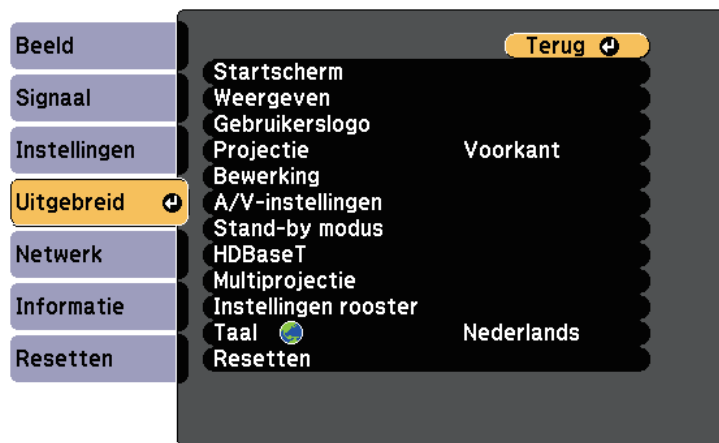 Beeld
Signaal
Instellingen
Uitgebreid
Netwerk
Informatie
Resetten
Terug
Startscherm
Weergeven
Gebruikerslogo
Projectie Voorkant
Bewerking
A/V-instellingen
Stand-by modus
HDBaseT
Multiprojectie
Instellingen rooster
Taal Nederlands
Resetten